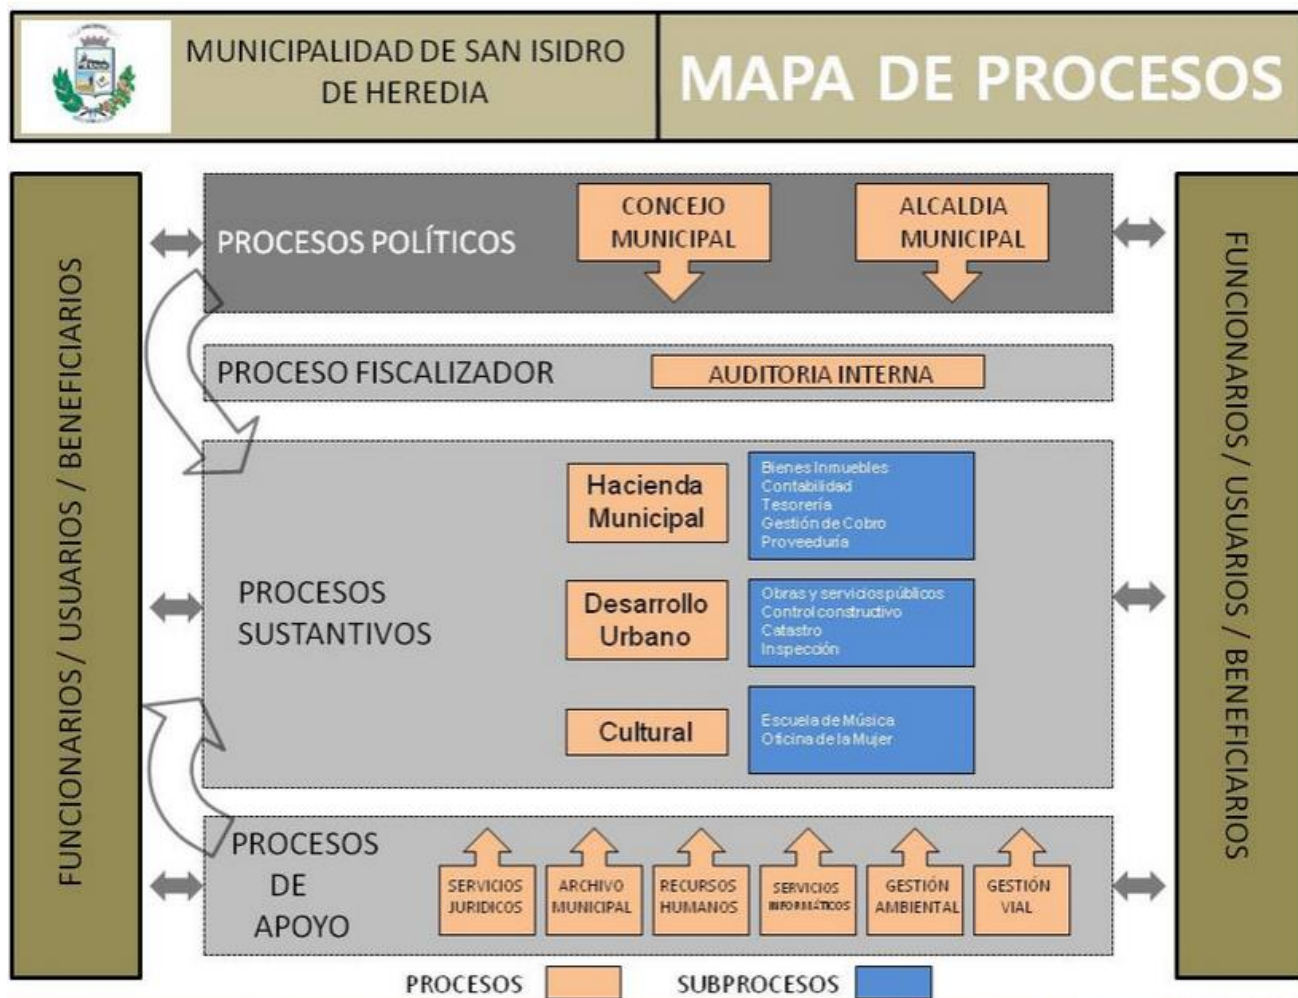 MUNICIPALIDAD DE SAN ISIDRO
DE HEREDIA
MAPA DE PROCESOS
FUNCIONARIOS / USUARIOS / BENEFICIARIOS
PROCESOS POLÍTICOS
CONCEJO
MUNICIPAL
ALCALDIA
MUNICIPAL
PROCESO FISCALIZADOR
AUDITORIA INTERNA
PROCESOS
SUSTANTIVOS
Hacienda
Municipal
Bienes Inmuebles
Contabilidad
Tesorería
Gestión de Cobro
Proveeduría
Desarrollo
Urbano
Obras y servicios públicos
Control constructivo
Catastro
Inspección
Cultural
Escuela de Música
Oficina de la Mujer
PROCESOS
DE
APOYO
SERVICIOS
JURIDICOS
ARCHIVO
MUNICIPAL
RECURSOS
HUMANOS
SERVICIOS
INFORMÁTICOS
GESTIÓN
AMBIENTAL
GESTIÓN
VIAL
FUNCIONARIOS / USUARIOS / BENEFICIARIOS
PROCESOS
SUBPROCESOS